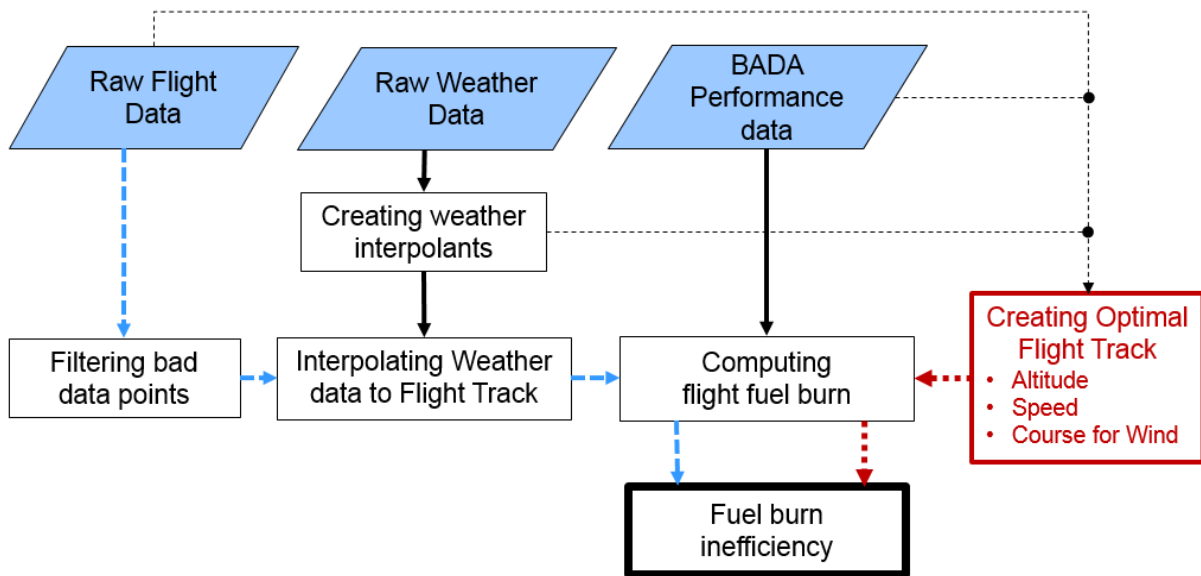 Raw Flight
Data
Raw Weather
Data
BADA
Performance
data
Creating weather
interpolants
Filtering bad
data points
Interpolating Weather
data to Flight Track
Computing
flight fuel burn
Creating Optimal
Flight Track
• Altitude
• Speed
• Course for Wind
Fuel burn
inefficiency